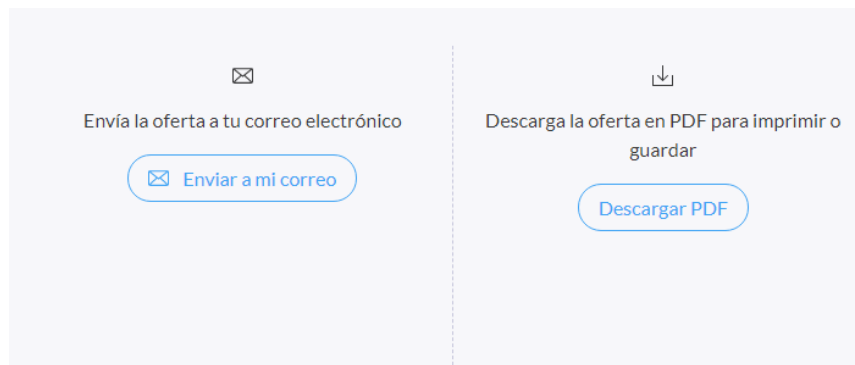 Envía la oferta a tu correo electrónico
Enviar a mi correo
Descarga la oferta en PDF para imprimir o
guardar
Descargar PDF